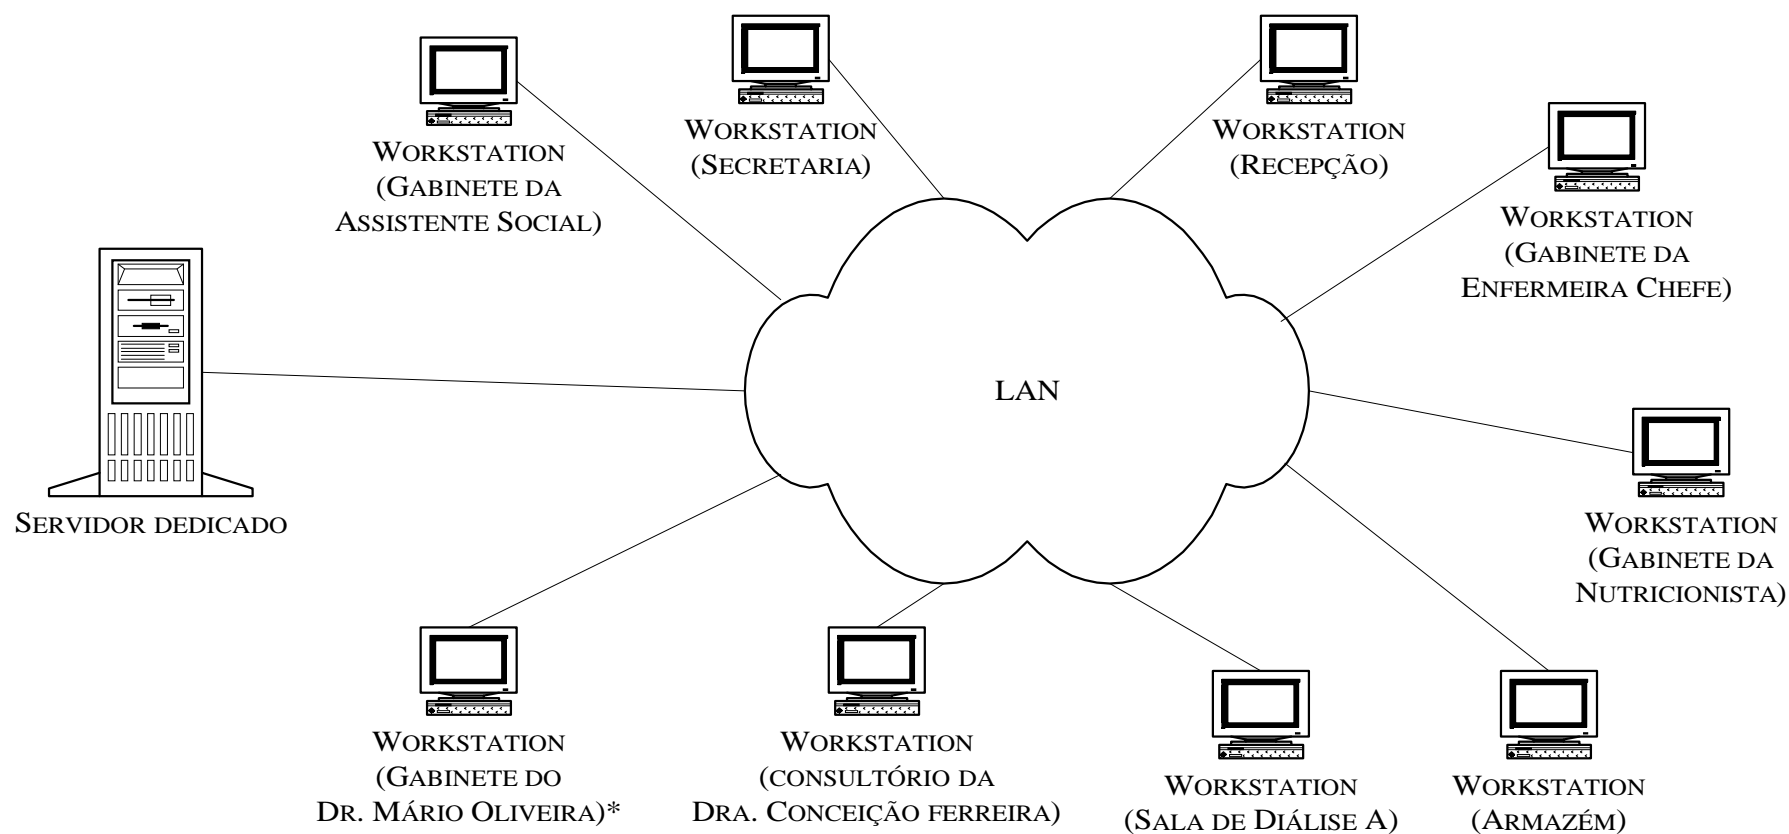 WORKSTATION
(SECRETARIA)
WORKSTATION
(RECEPÇÃO)
WORKSTATION
(GABINETE DA
ASSISTENTE SOCIAL)
WORKSTATION
(GABINETE DA
ENFERMEIRA CHEFE)
LAN
SERVIDOR DEDICADO
WORKSTATION
(GABINETE DA
NUTRICIONISTA)
WORKSTATION
(GABINETE DO
DR. MÁRIO OLIVEIRA)*
WORKSTATION
(CONSULTÓRIO DA
DRA. CONCEIÇÃO FERREIRA)
WORKSTATION
(SALA DE DIÁLISE A)
WORKSTATION
(ARMAZÉM)